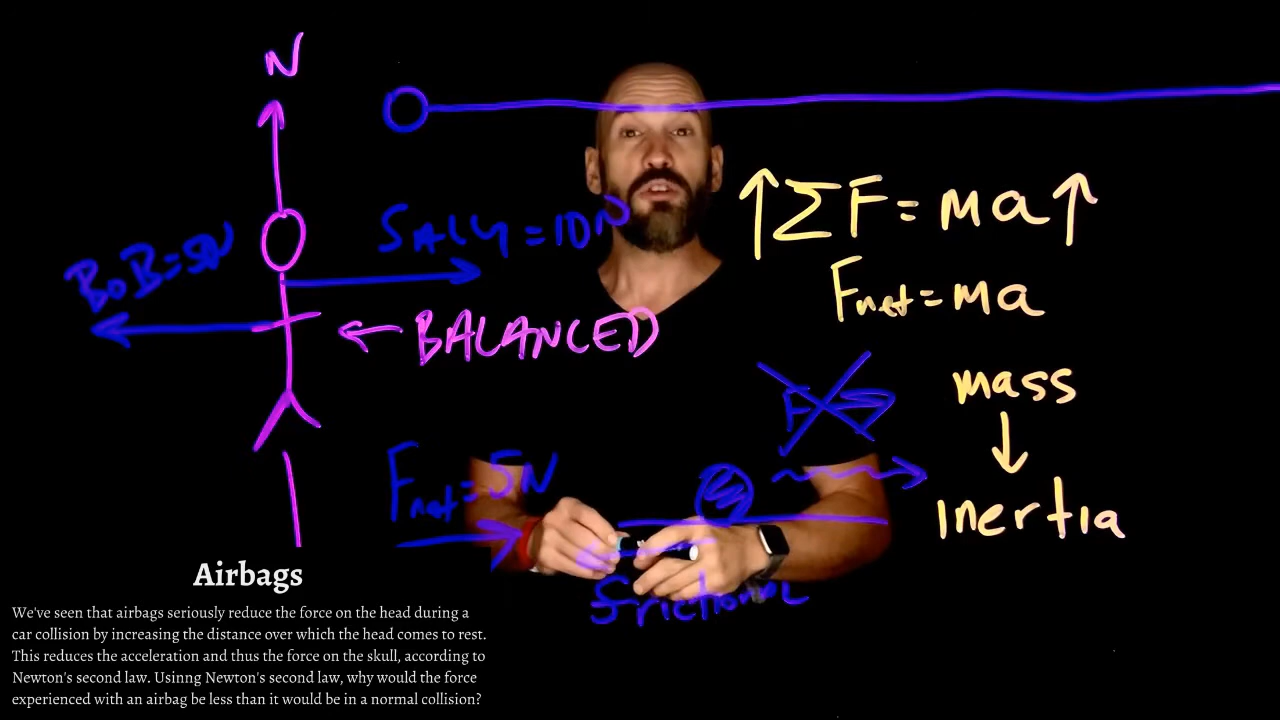 N
BOB=5N
SALLY=10N
↑ΣF=ma↑
Fnet=ma
←BALANCED
mass
↓
inertia
Fnet=5N
frictional
Airbags
We've seen that airbags seriously reduce the force on the head during a
car collision by increasing the distance over which the head comes to rest.
This reduces the acceleration and thus the force on the skull, according to
Newton's second law. Usinng Newton's second law, why would the force
experienced with an airbag be less than it would be in a normal collision?